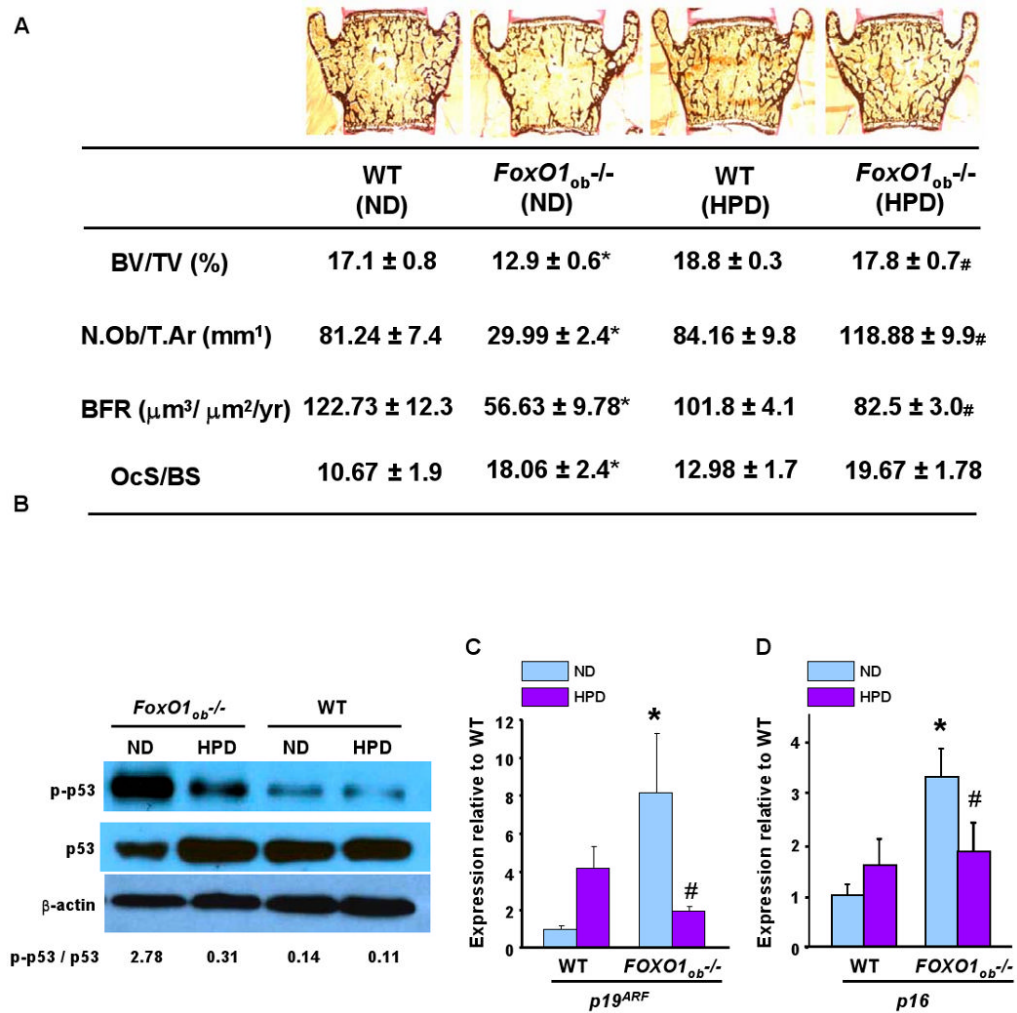 A
WT FoxO1ob-/- WT FoxO1ob-/-
(ND) (ND) (HPD) (HPD)
BV/TV (%) 17.1 ± 0.8 12.9 ± 0.6* 18.8 ± 0.3 17.8 ± 0.7#
N.Ob/T.Ar (mm¹) 81.24 ± 7.4 29.99 ± 2.4* 84.16 ± 9.8 118.88 ± 9.9#
BFR (μm³/ μm²/yr) 122.73 ± 12.3 56.63 ± 9.78* 101.8 ± 4.1 82.5 ± 3.0#
OcS/BS 10.67 ± 1.9 18.06 ± 2.4* 12.98 ± 1.7 19.67 ± 1.78
B
FoxO1ob-/- WT
ND HPD ND HPD
p-p53
p53
β-actin
p-p53 / p53 2.78 0.31 0.14 0.11
C
ND
HPD
Expression relative to WT
12
10
8
6
4
2
0
*
#
WT FOXO1ob-/-
p19ARF
D
ND
HPD
Expression relative to WT
4
3
2
1
0
*
#
WT FOXO1ob-/-
p16